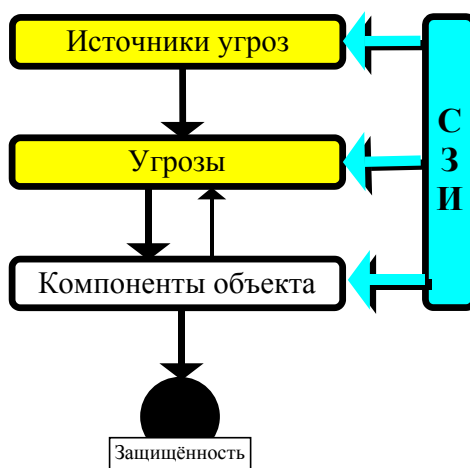 Источники угроз
Угрозы
Компоненты объекта
Защищённость
С
З
И